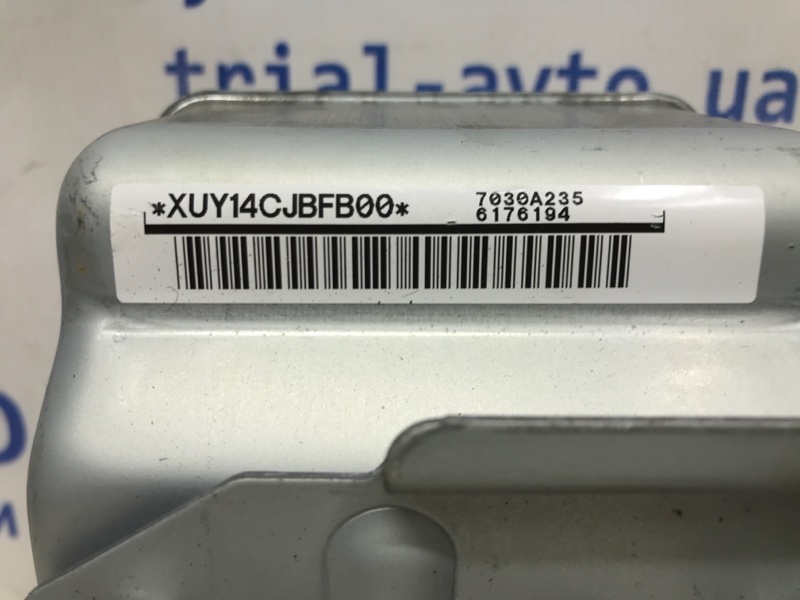 trial-avto ua
*XUY14CJBFB00*
7030A235
6176194